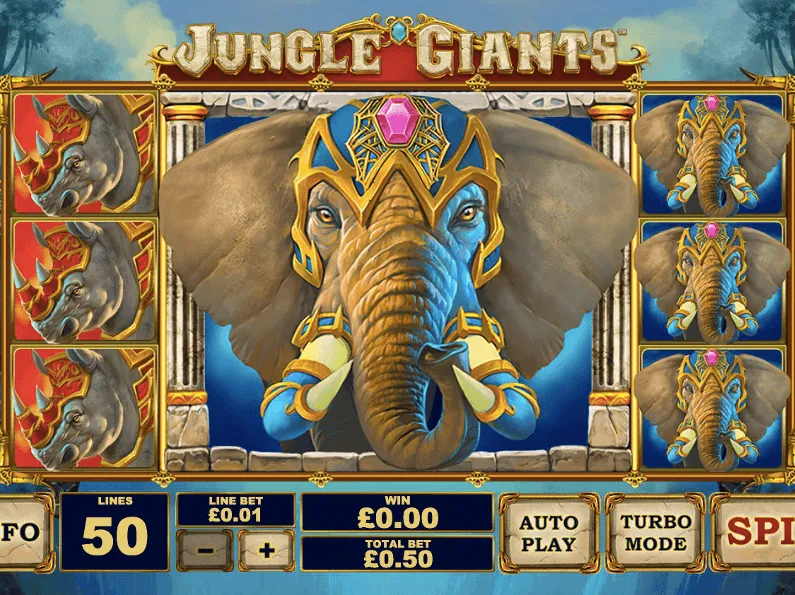 JUNGLE GIANTS™
FO
LINES
50
LINE BET
£0.01
-
+
WIN
£0.00
TOTAL BET
£0.50
AUTO
PLAY
TURBO
MODE
SPI